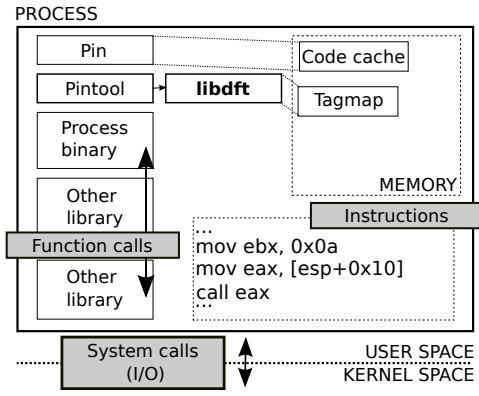 PROCESS
Pin
Code cache
Pintool
libdft
Tagmap
Process
binary
MEMORY
Other
library
Instructions
Function calls
...
mov ebx, 0x0a
mov eax, [esp+0x10]
call eax
...
Other
library
System calls
(I/O)
USER SPACE
KERNEL SPACE